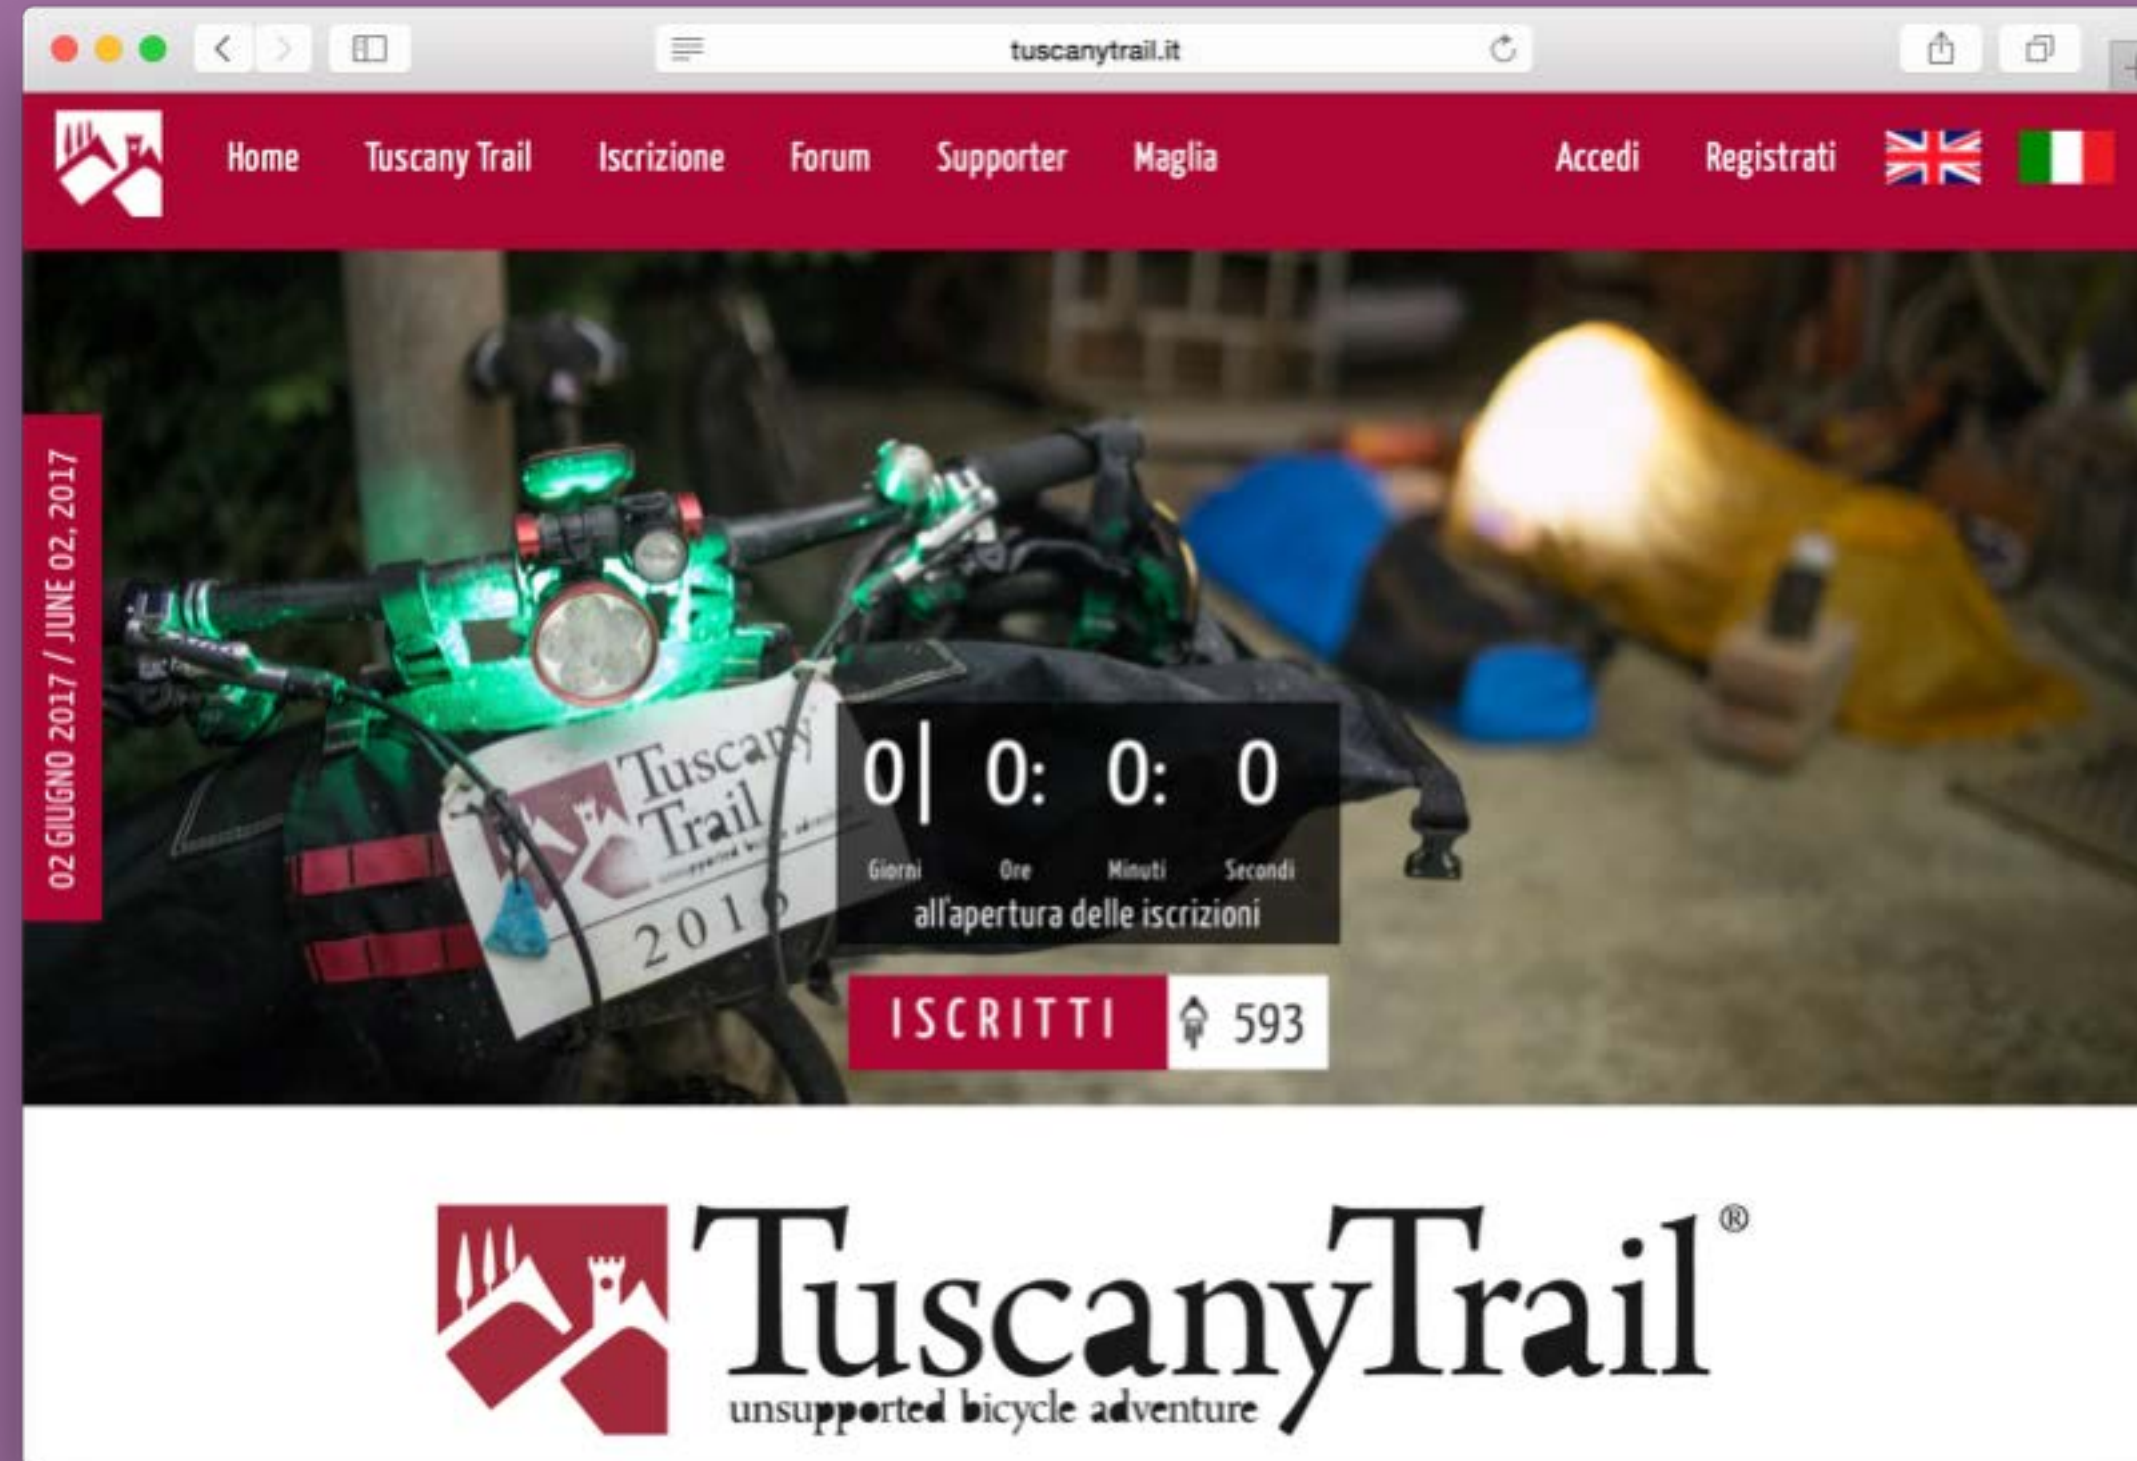 tuscanytrail.it
Home Tuscany Trail Iscrizione Forum Supporter Maglia Accedi Registrati
02 GIUGNO 2017 / JUNE 02, 2017
Tuscany
Trail
2016
0| 0: 0: 0
Giorni Ore Minuti Secondi
all'apertura delle iscrizioni
ISCRITTI 593
TuscanyTrail®
unsupported bicycle adventure